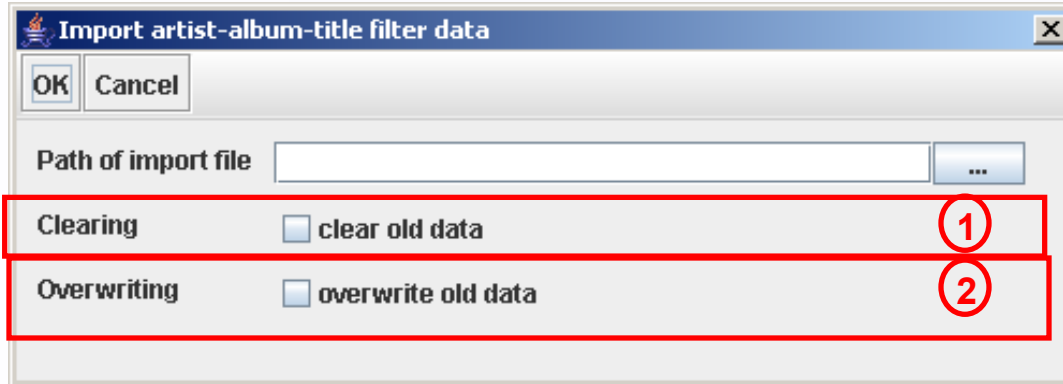 Import artist-album-title filter data
OK Cancel
Path of import file ...
Clearing clear old data 1
Overwriting overwrite old data 2